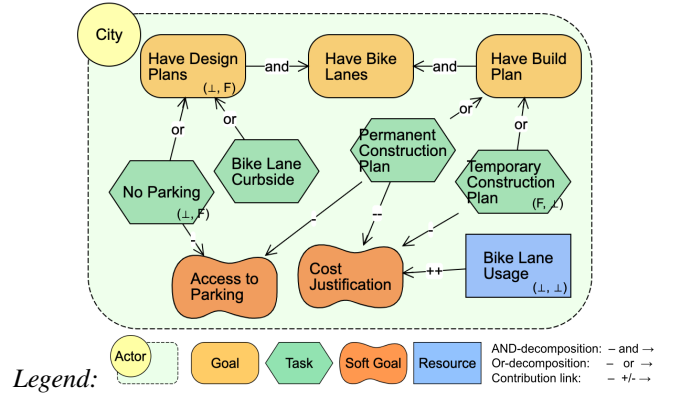 City
Have Design
Plans
(⊥, F)
and
Have Bike
Lanes
and
Have Build
Plan
or
or
or
or
No Parking
(⊥, F)
Bike Lane
Curbside
Permanent
Construction
Plan
Temporary
Construction
Plan
(F, ⊥)
-
-
--
-
Access to
Parking
Cost
Justification
++
Bike Lane
Usage
(⊥, ⊥)
Legend:
Actor
Goal
Task
Soft Goal
Resource
AND-decomposition: – and →
Or-decomposition: – or →
Contribution link: – +/- →